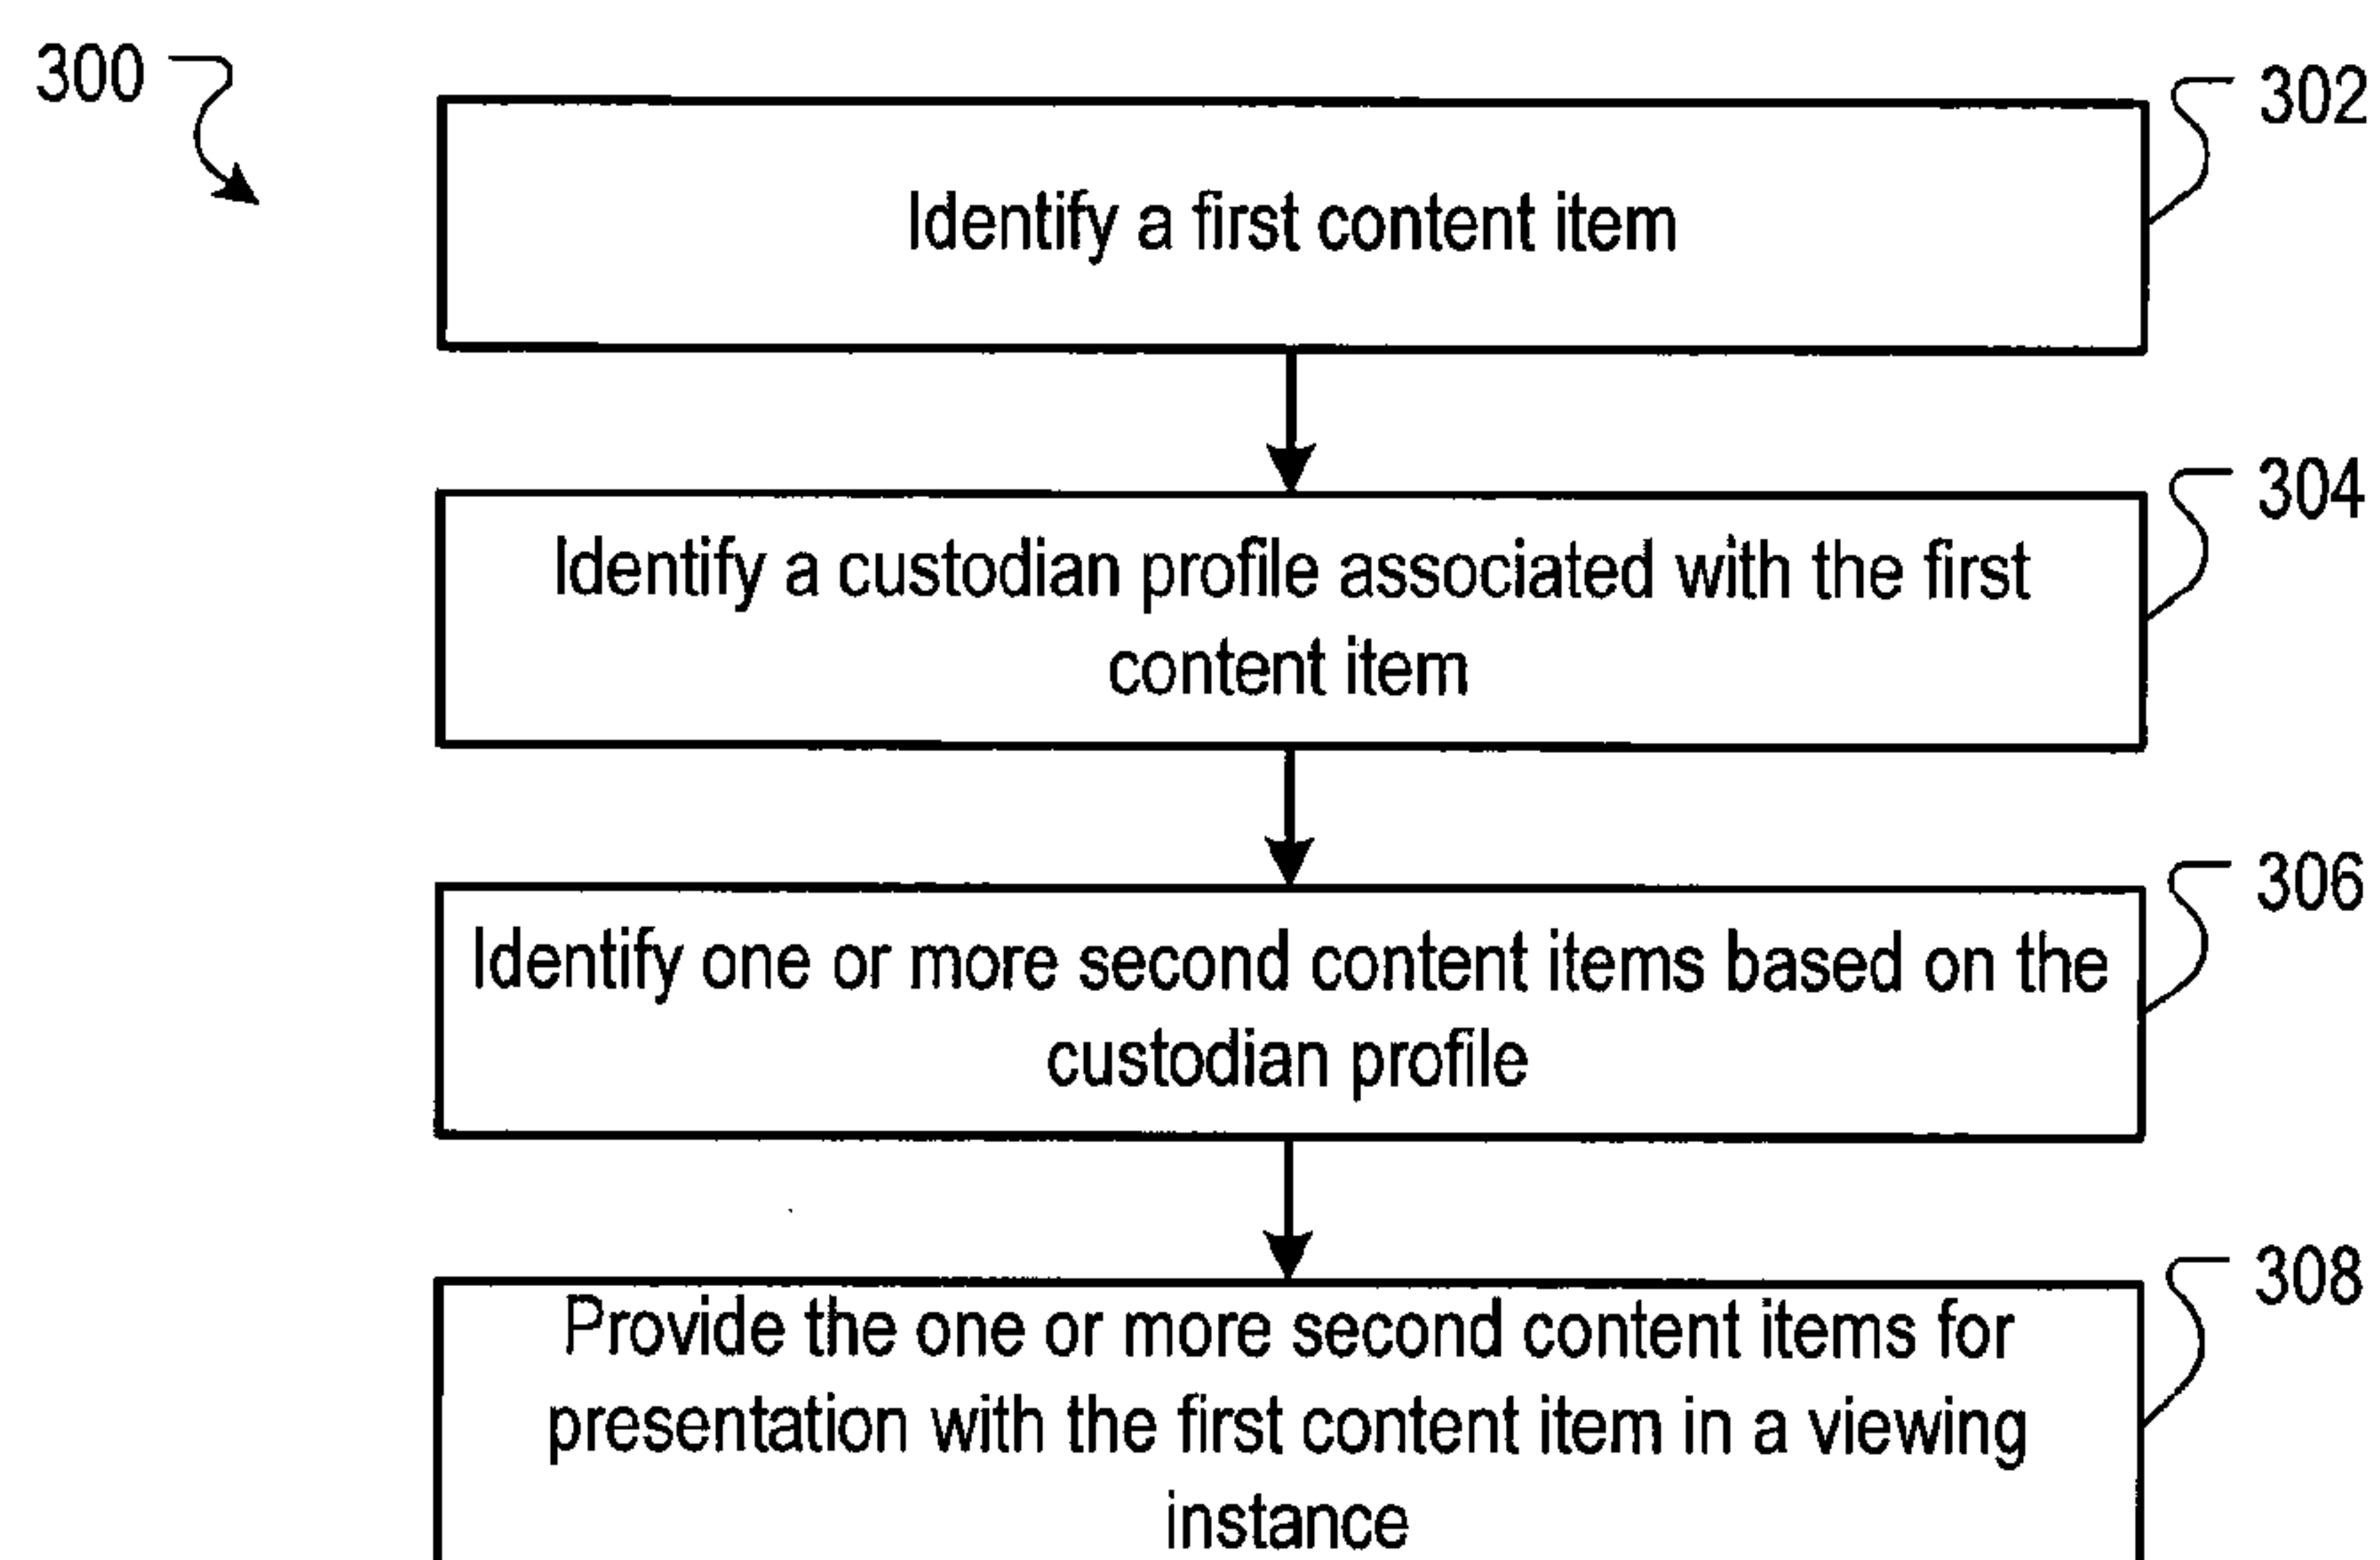 300
302
Identify a first content item
304
Identify a custodian profile associated with the first
content item
306
Identify one or more second content items based on the
custodian profile
308
Provide the one or more second content items for
presentation with the first content item in a viewing
instance